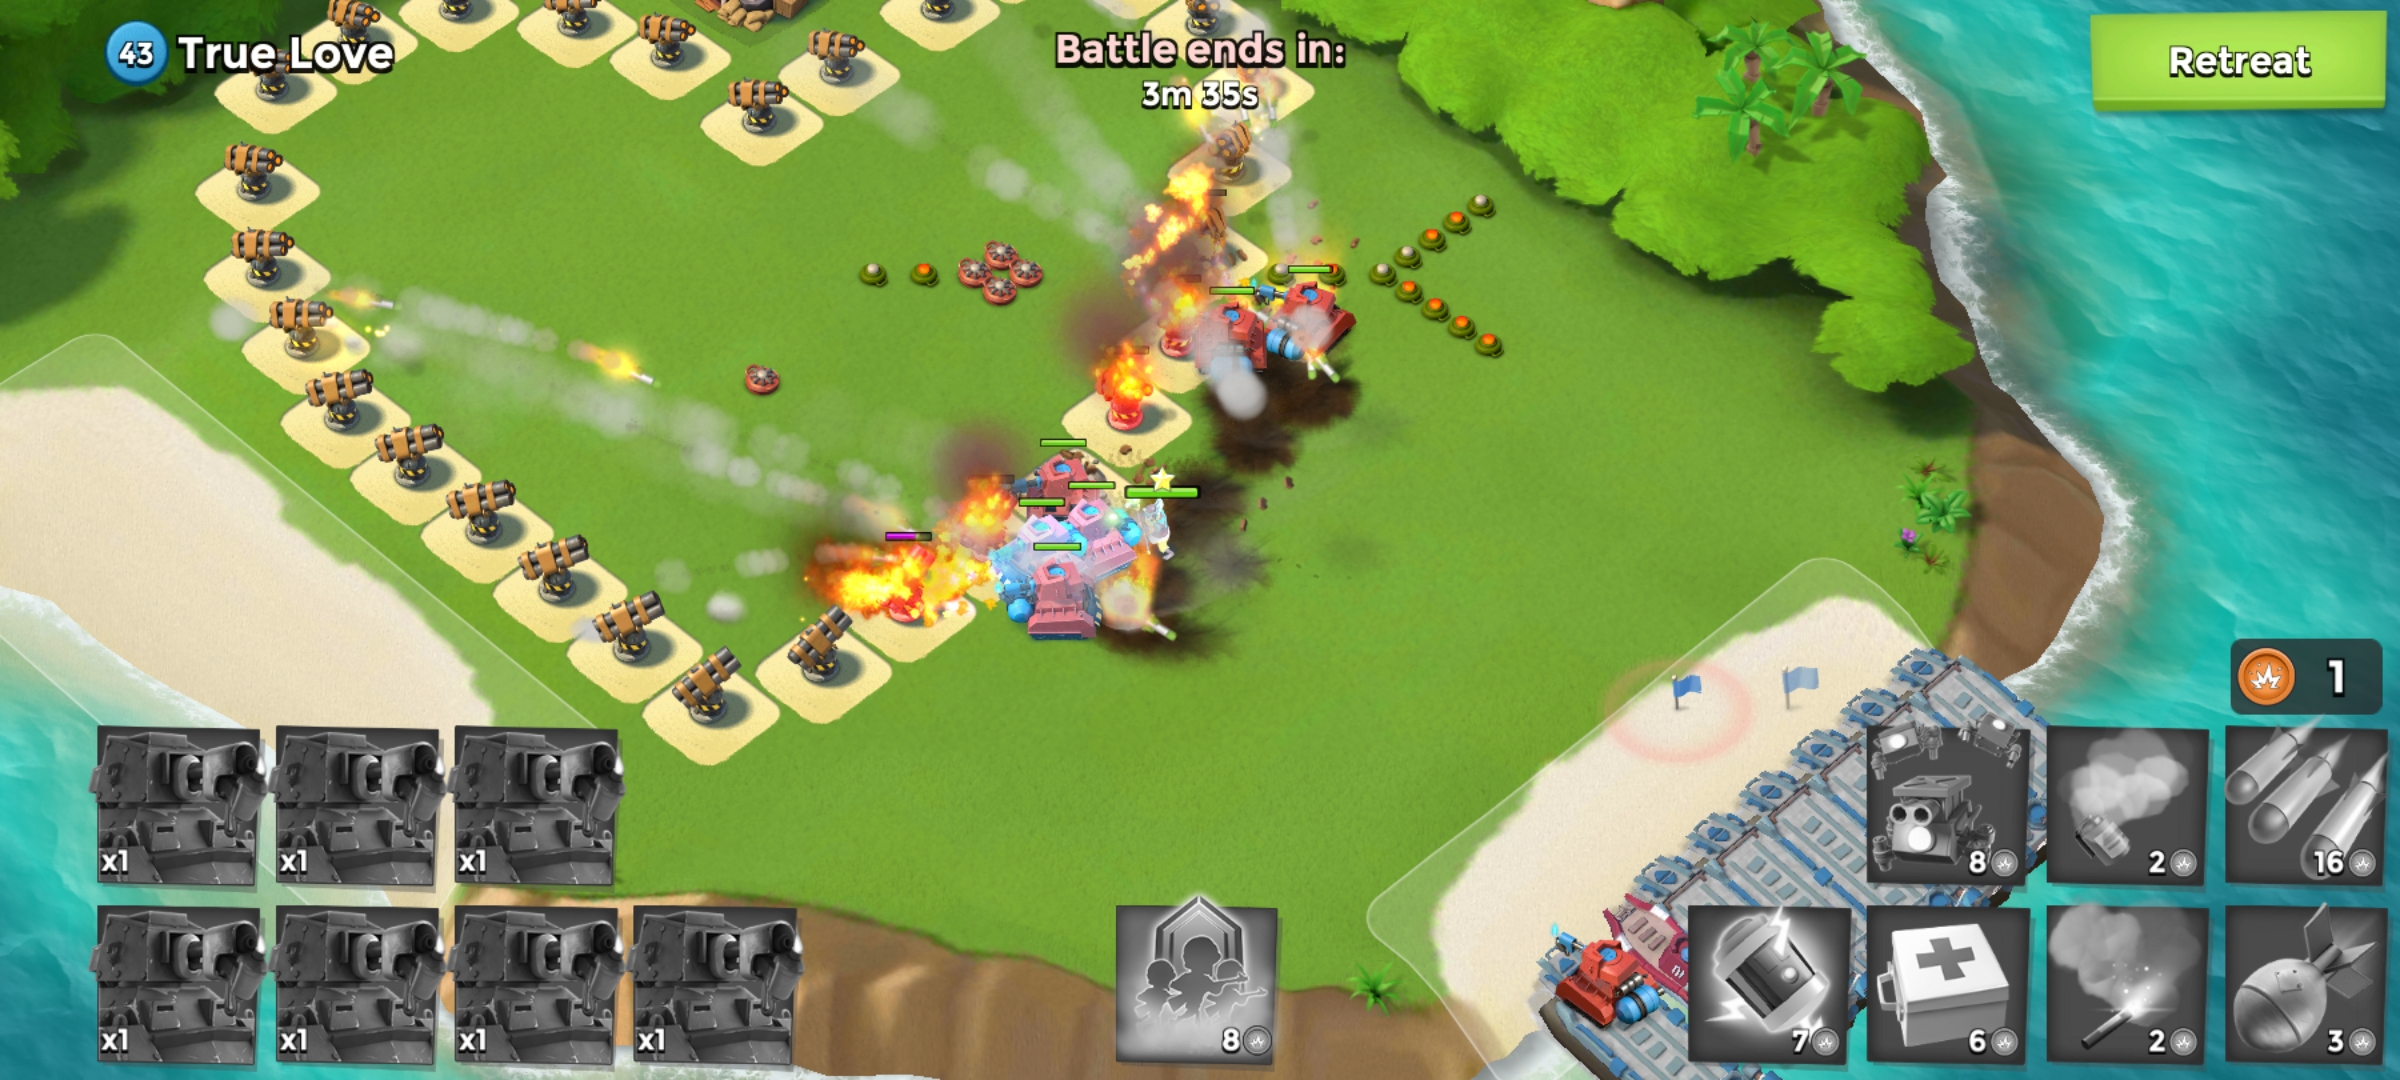 43 True Love
Battle ends in:
3m 35s
Retreat
1
x1 x1 x1
8 2 16
x1 x1 x1 x1
8
7 6 2 3